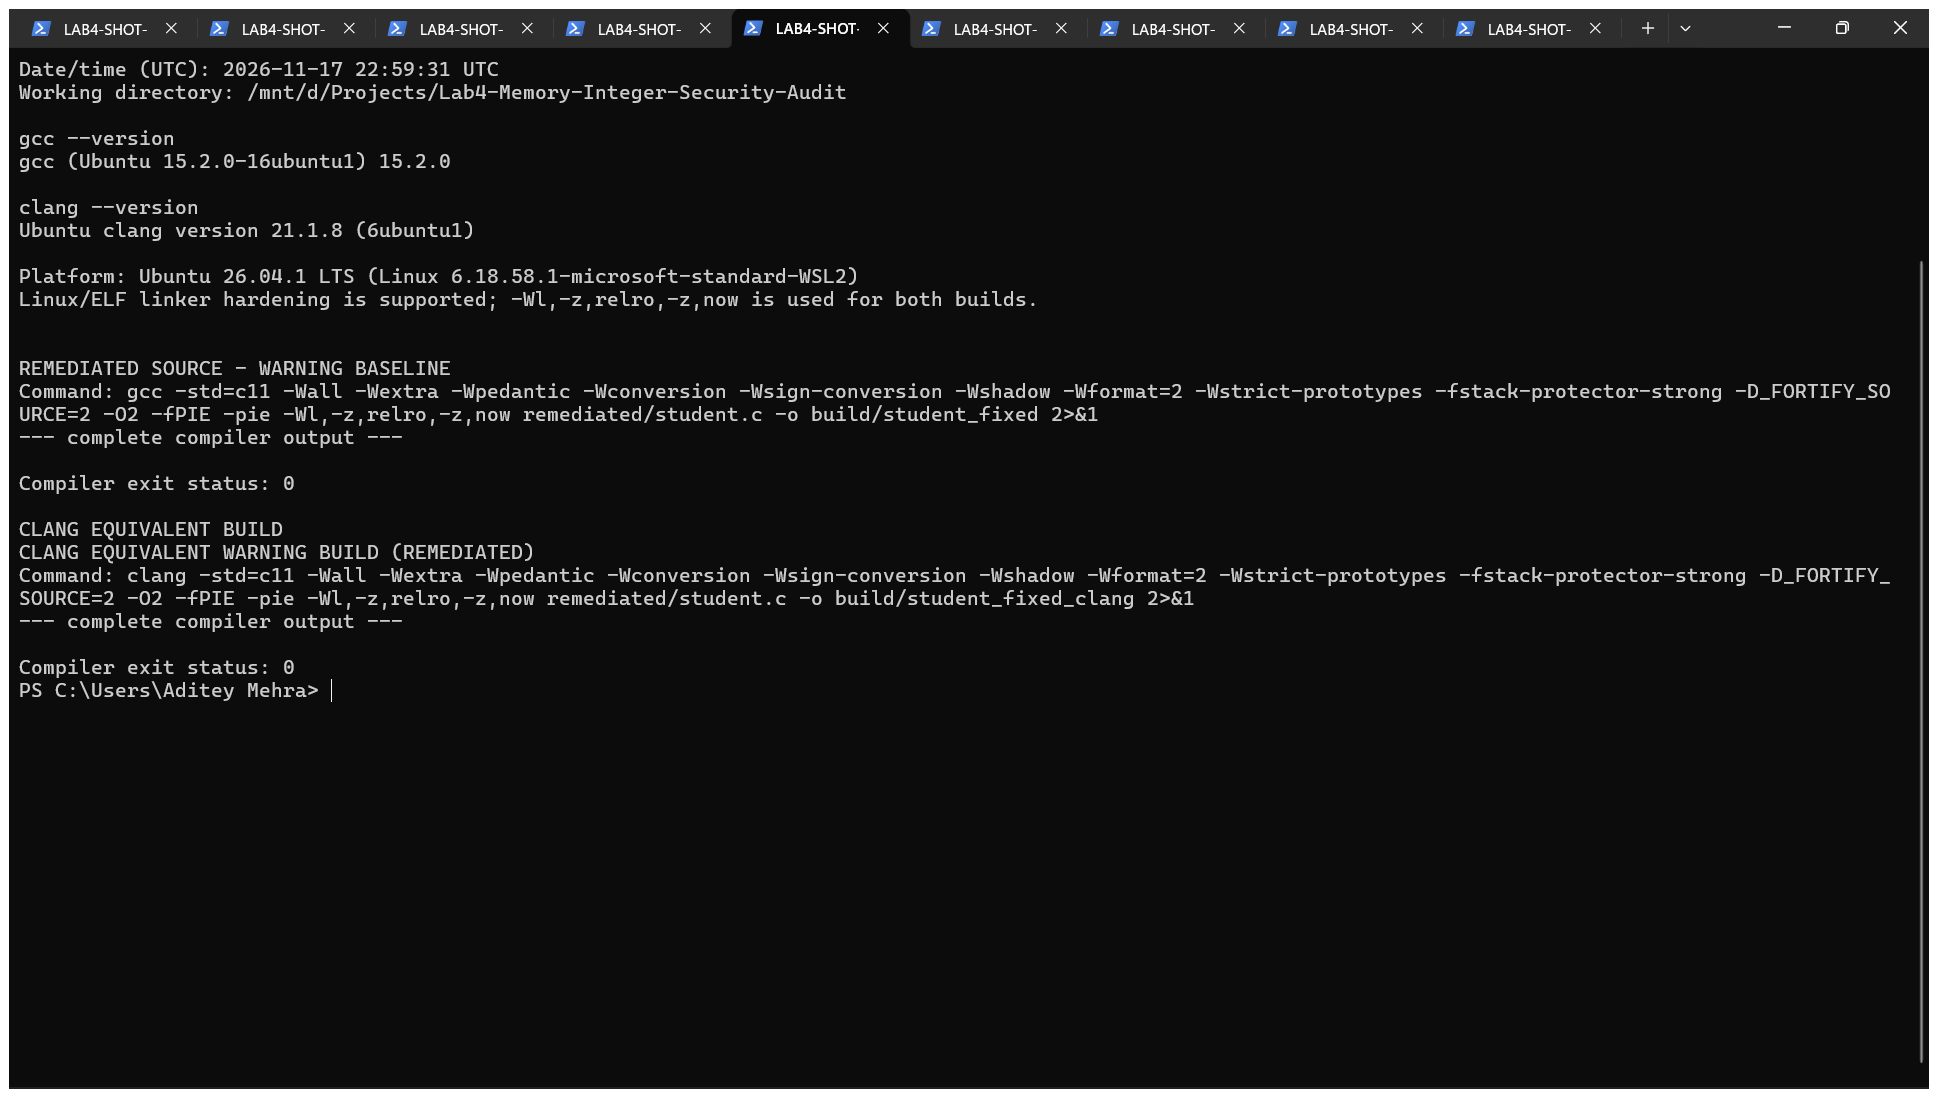 LAB4-SHOT- LAB4-SHOT- LAB4-SHOT- LAB4-SHOT- LAB4-SHOT- LAB4-SHOT- LAB4-SHOT- LAB4-SHOT- LAB4-SHOT-
Date/time (UTC): 2026-11-17 22:59:31 UTC
Working directory: /mnt/d/Projects/Lab4-Memory-Integer-Security-Audit
gcc --version
gcc (Ubuntu 15.2.0-16ubuntu1) 15.2.0
clang --version
Ubuntu clang version 21.1.8 (6ubuntu1)
Platform: Ubuntu 26.04.1 LTS (Linux 6.18.58.1-microsoft-standard-WSL2)
Linux/ELF linker hardening is supported; -Wl,-z,relro,-z,now is used for both builds.
REMEDIATED SOURCE - WARNING BASELINE
Command: gcc -std=c11 -Wall -Wextra -Wpedantic -Wconversion -Wsign-conversion -Wshadow -Wformat=2 -Wstrict-prototypes -fstack-protector-strong -D_FORTIFY_SO
URCE=2 -O2 -fPIE -pie -Wl,-z,relro,-z,now remediated/student.c -o build/student_fixed 2>&1
--- complete compiler output ---
Compiler exit status: 0
CLANG EQUIVALENT BUILD
CLANG EQUIVALENT WARNING BUILD (REMEDIATED)
Command: clang -std=c11 -Wall -Wextra -Wpedantic -Wconversion -Wsign-conversion -Wshadow -Wformat=2 -Wstrict-prototypes -fstack-protector-strong -D_FORTIFY_
SOURCE=2 -O2 -fPIE -pie -Wl,-z,relro,-z,now remediated/student.c -o build/student_fixed_clang 2>&1
--- complete compiler output ---
Compiler exit status: 0
PS C:\Users\Aditey Mehra>